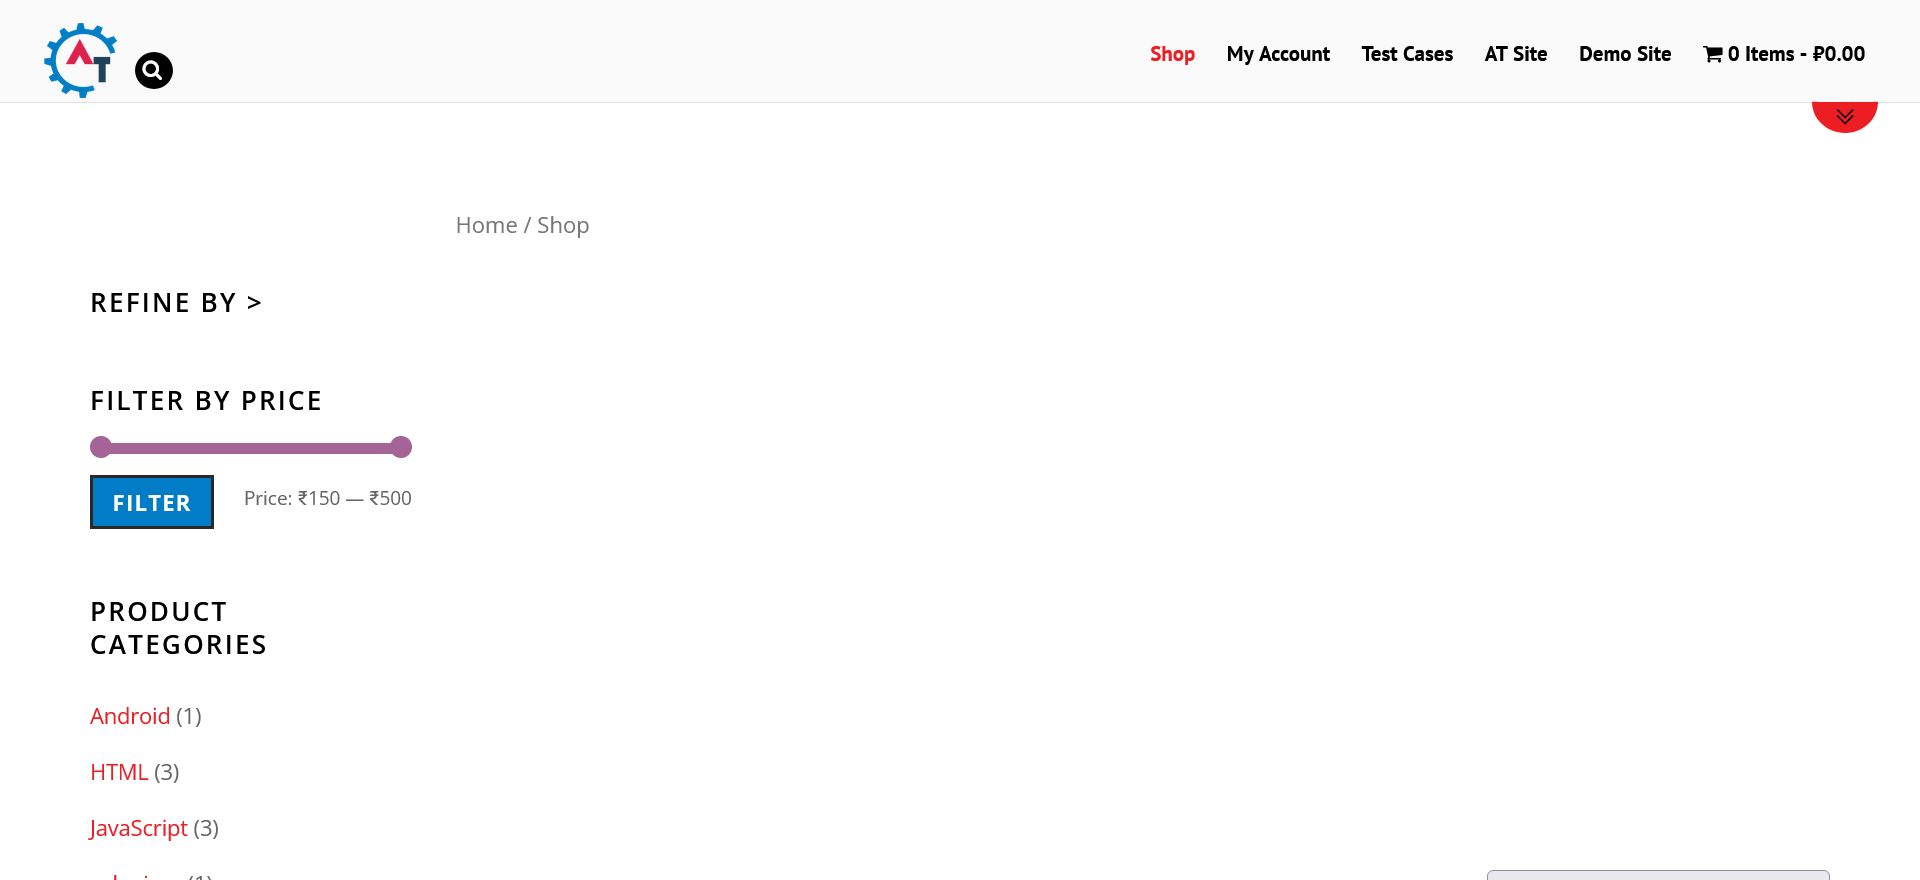 AT
Shop My Account Test Cases AT Site Demo Site 0 Items - ₽0.00
Home / Shop
REFINE BY >
FILTER BY PRICE
FILTER Price: ₹150 — ₹500
PRODUCT
CATEGORIES
Android (1)
HTML (3)
JavaScript (3)
(1)